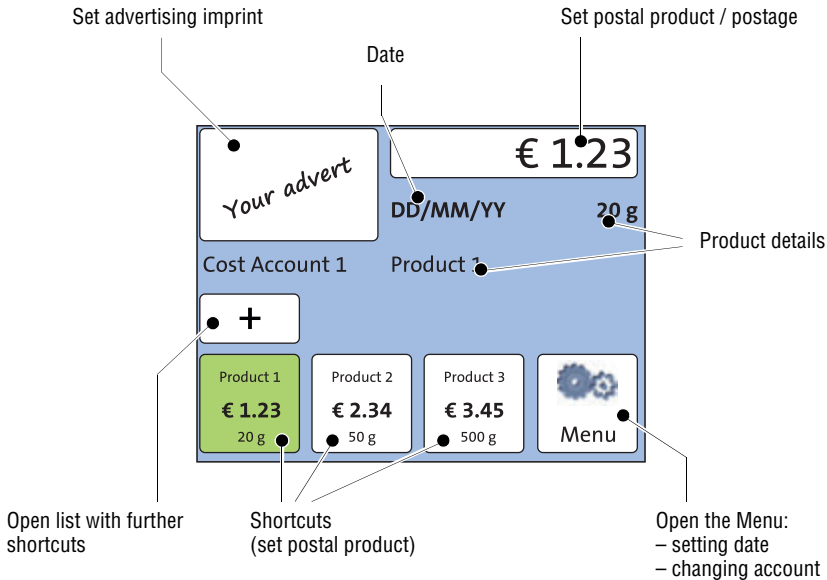 Set advertising imprint
Set postal product / postage
Date
Your advert
€ 1.23
DD/MM/YY
20 g
Product details
Cost Account 1
Product 1
+
Product 1
€ 1.23
20 g
Product 2
€ 2.34
50 g
Product 3
€ 3.45
500 g
Menu
Open list with further
shortcuts
Shortcuts
(set postal product)
Open the Menu:
– setting date
– changing account